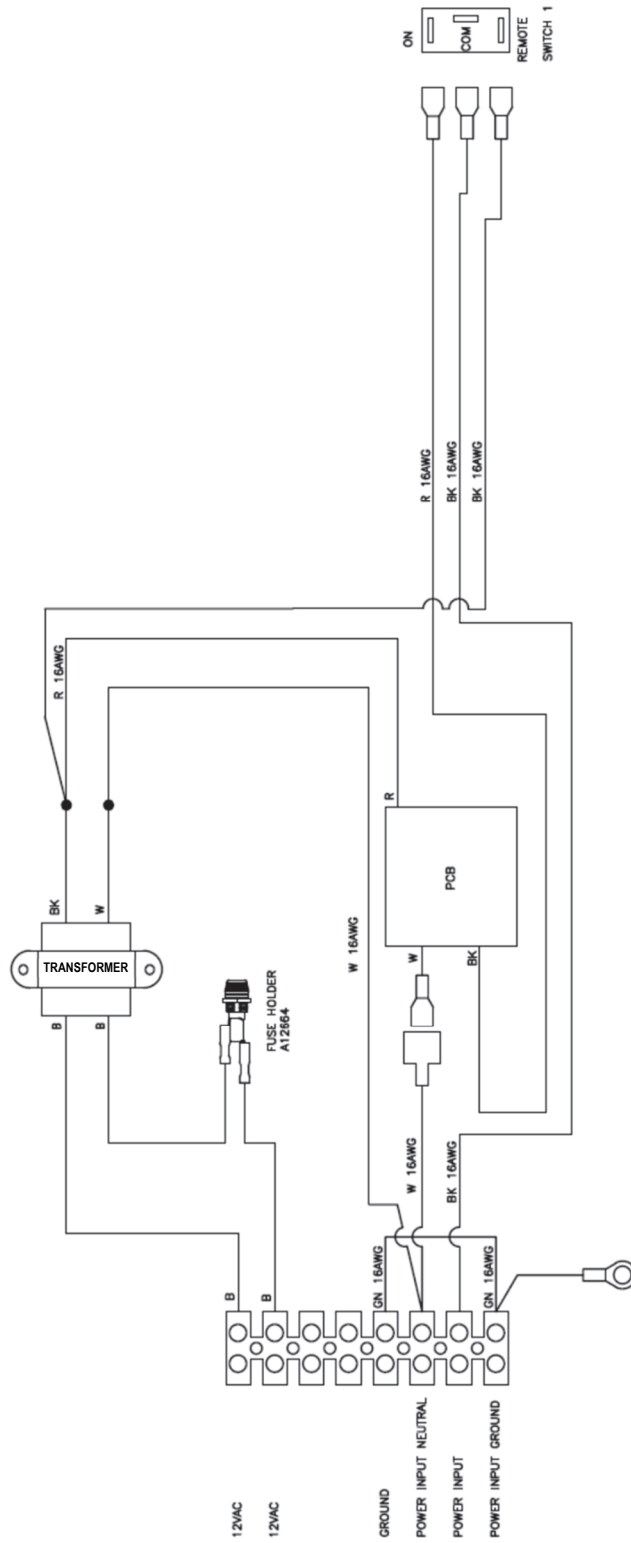 ON
COM
REMOTE
SWITCH 1
R 16AWG
BK 16AWG
BK 16AWG
R 16AWG
BK
W
TRANSFORMER
B
B
FUSE HOLDER
A12664
W 16AWG
R
PCB
W
BK
W 16AWG
BK 16AWG
B
B
GN 16AWG
GN 16AWG
12VAC
12VAC
GROUND
POWER INPUT NEUTRAL
POWER INPUT
POWER INPUT GROUND